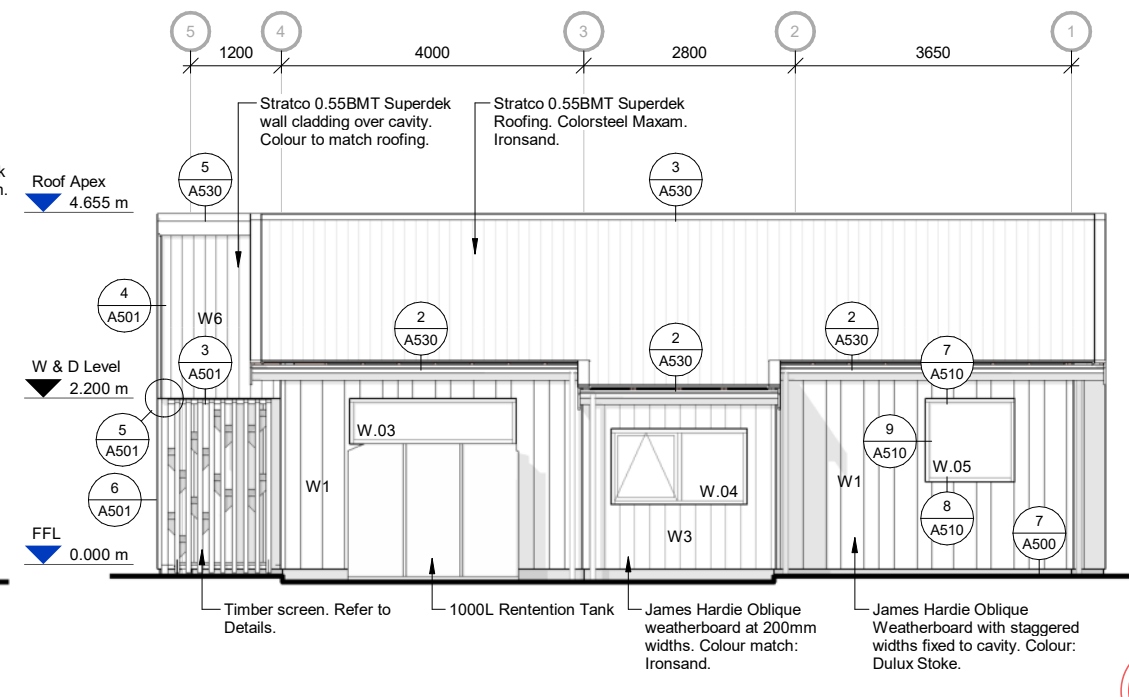 5
4
3
2
1
1200
4000
2800
3650
Stratco 0.55BMT Superdek
wall cladding over cavity.
Colour to match roofing.
Stratco 0.55BMT Superdek
Roofing. Colorsteel Maxam.
Ironsand.
k
n.
Roof Apex
4.655 m
5
A530
3
A530
4
A501
W6
2
A530
2
A530
2
A530
3
A501
7
A510
W & D Level
2.200 m
5
A501
W.03
9
A510
W.05
6
A501
W1
W.04
W1
8
A510
W3
7
A500
FFL
0.000 m
Timber screen. Refer to
Details.
1000L Rentention Tank
James Hardie Oblique
weatherboard at 200mm
widths. Colour match:
Ironsand.
James Hardie Oblique
Weatherboard with staggered
widths fixed to cavity. Colour:
Dulux Stoke.